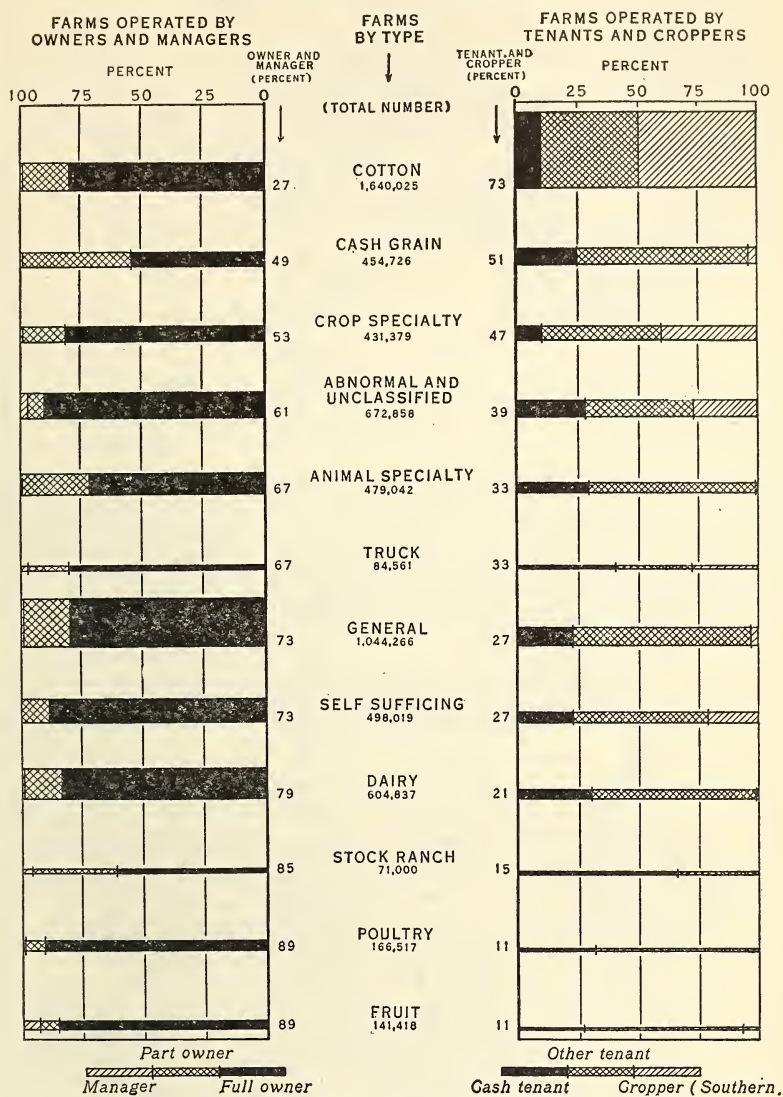 FARMS OPERATED BY
OWNERS AND MANAGERS
FARMS
BY TYPE
FARMS OPERATED BY
TENANTS AND CROPPERS
PERCENT
OWNER AND
MANAGER
(PERCENT)
TENANT AND
CROPPER
(PERCENT)
PERCENT
100 75 50 25 0
(TOTAL NUMBER)
0 25 50 75 100
27 COTTON 73
1,640,025
49 CASH GRAIN 51
454,726
53 CROP SPECIALTY 47
431,379
ABNORMAL AND
61 UNCLASSIFIED 39
672,858
67 ANIMAL SPECIALTY 33
479,042
67 TRUCK 33
84,561
73 GENERAL 27
1,044,266
73 SELF SUFFICING 27
498,019
79 DAIRY 21
604,837
85 STOCK RANCH 15
71,000
89 POULTRY 11
166,517
89 FRUIT 11
141,418
Part owner
Manager Full owner
Other tenant
Cash tenant Cropper (Southern,